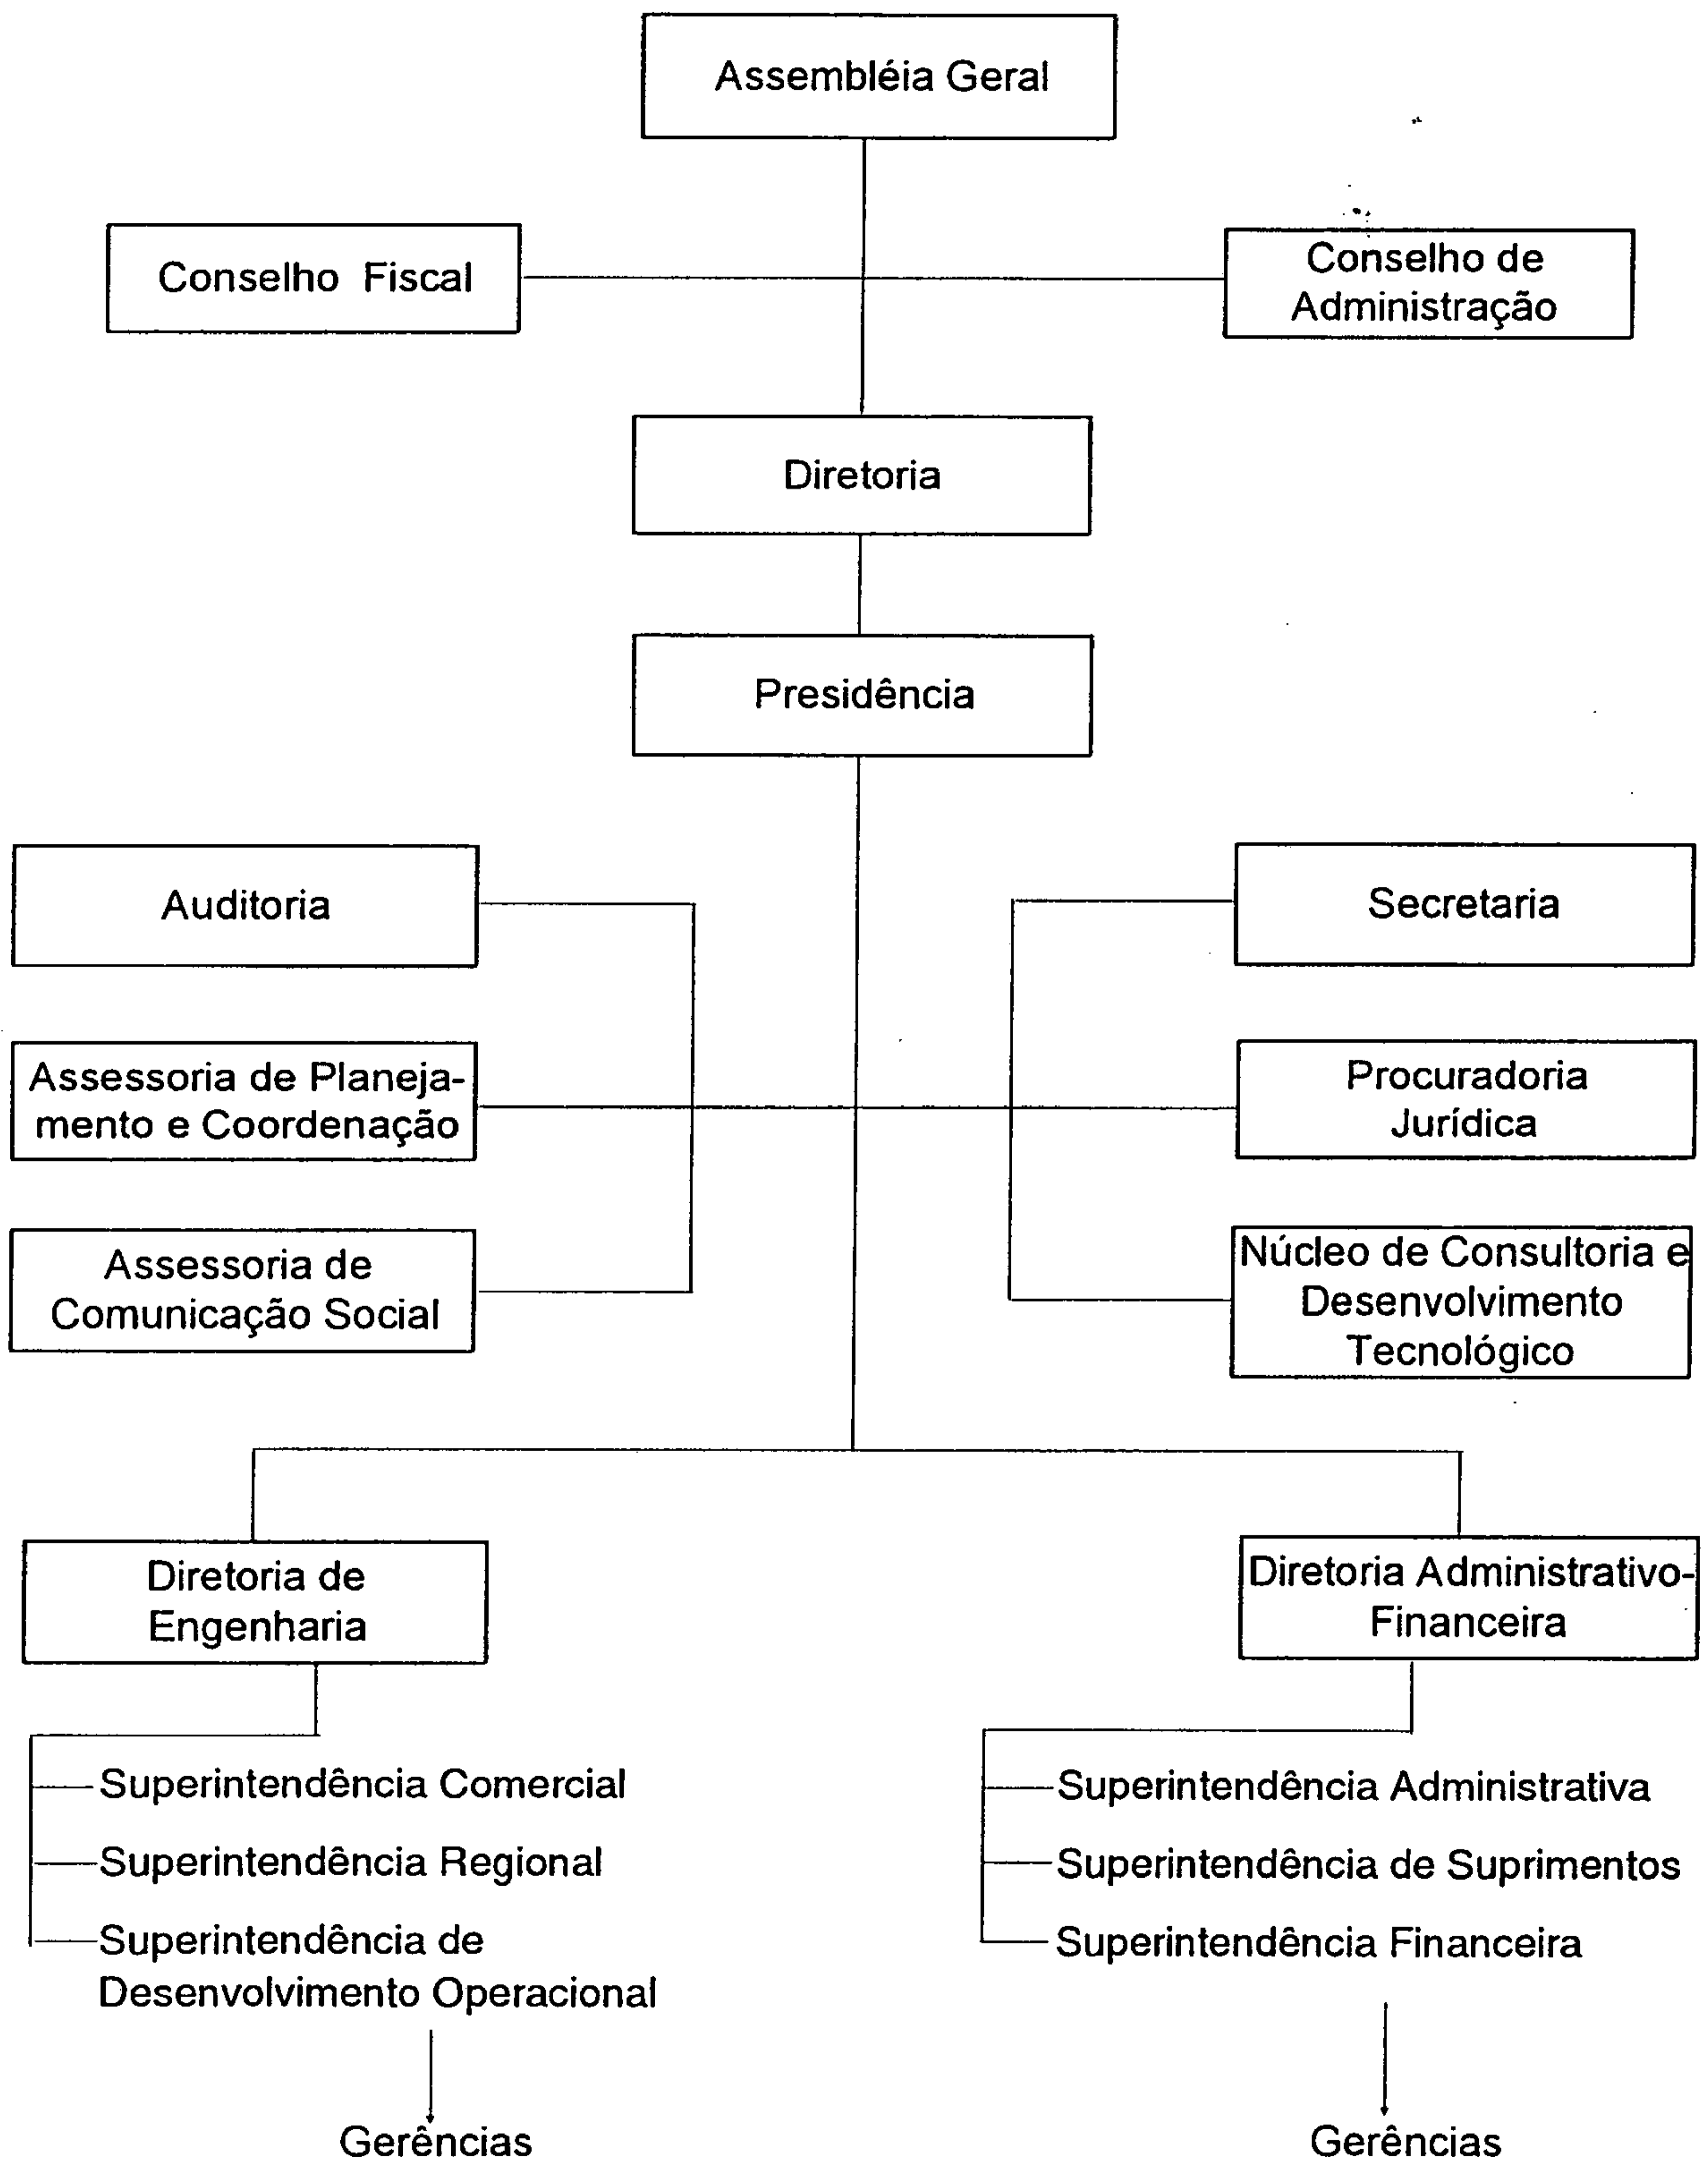 Assembléia Geral
Conselho Fiscal
Conselho de
Administração
Diretoria
Presidência
Auditoria
Secretaria
Assessoria de Planeja-
mento e Coordenação
Procuradoria
Jurídica
Assessoria de
Comunicação Social
Núcleo de Consultoria e
Desenvolvimento
Tecnológico
Diretoria de
Engenharia
Diretoria Administrativo-
Financeira
Superintendência Comercial
Superintendência Regional
Superintendência de
Desenvolvimento Operacional
Gerências
Superintendência Administrativa
Superintendência de Suprimentos
Superintendência Financeira
Gerências